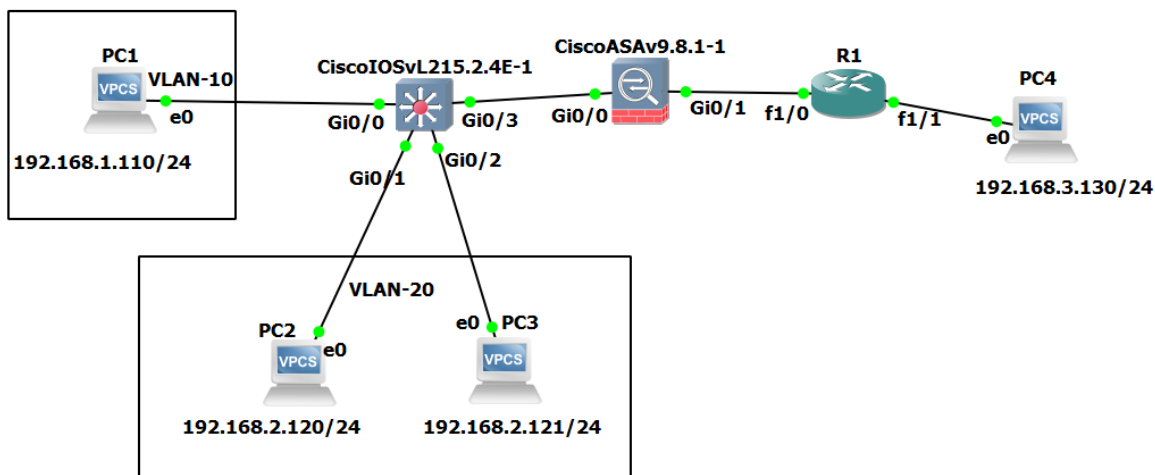 PC1
VPCS
VLAN-10
e0
192.168.1.110/24
CiscoIOSvL215.2.4E-1
Gi0/0
Gi0/3
Gi0/1
Gi0/2
CiscoASAv9.8.1-1
Gi0/0
Gi0/1
R1
f1/0
f1/1
PC4
e0
VPCS
192.168.3.130/24
VLAN-20
PC2
e0
VPCS
192.168.2.120/24
e0
PC3
VPCS
192.168.2.121/24